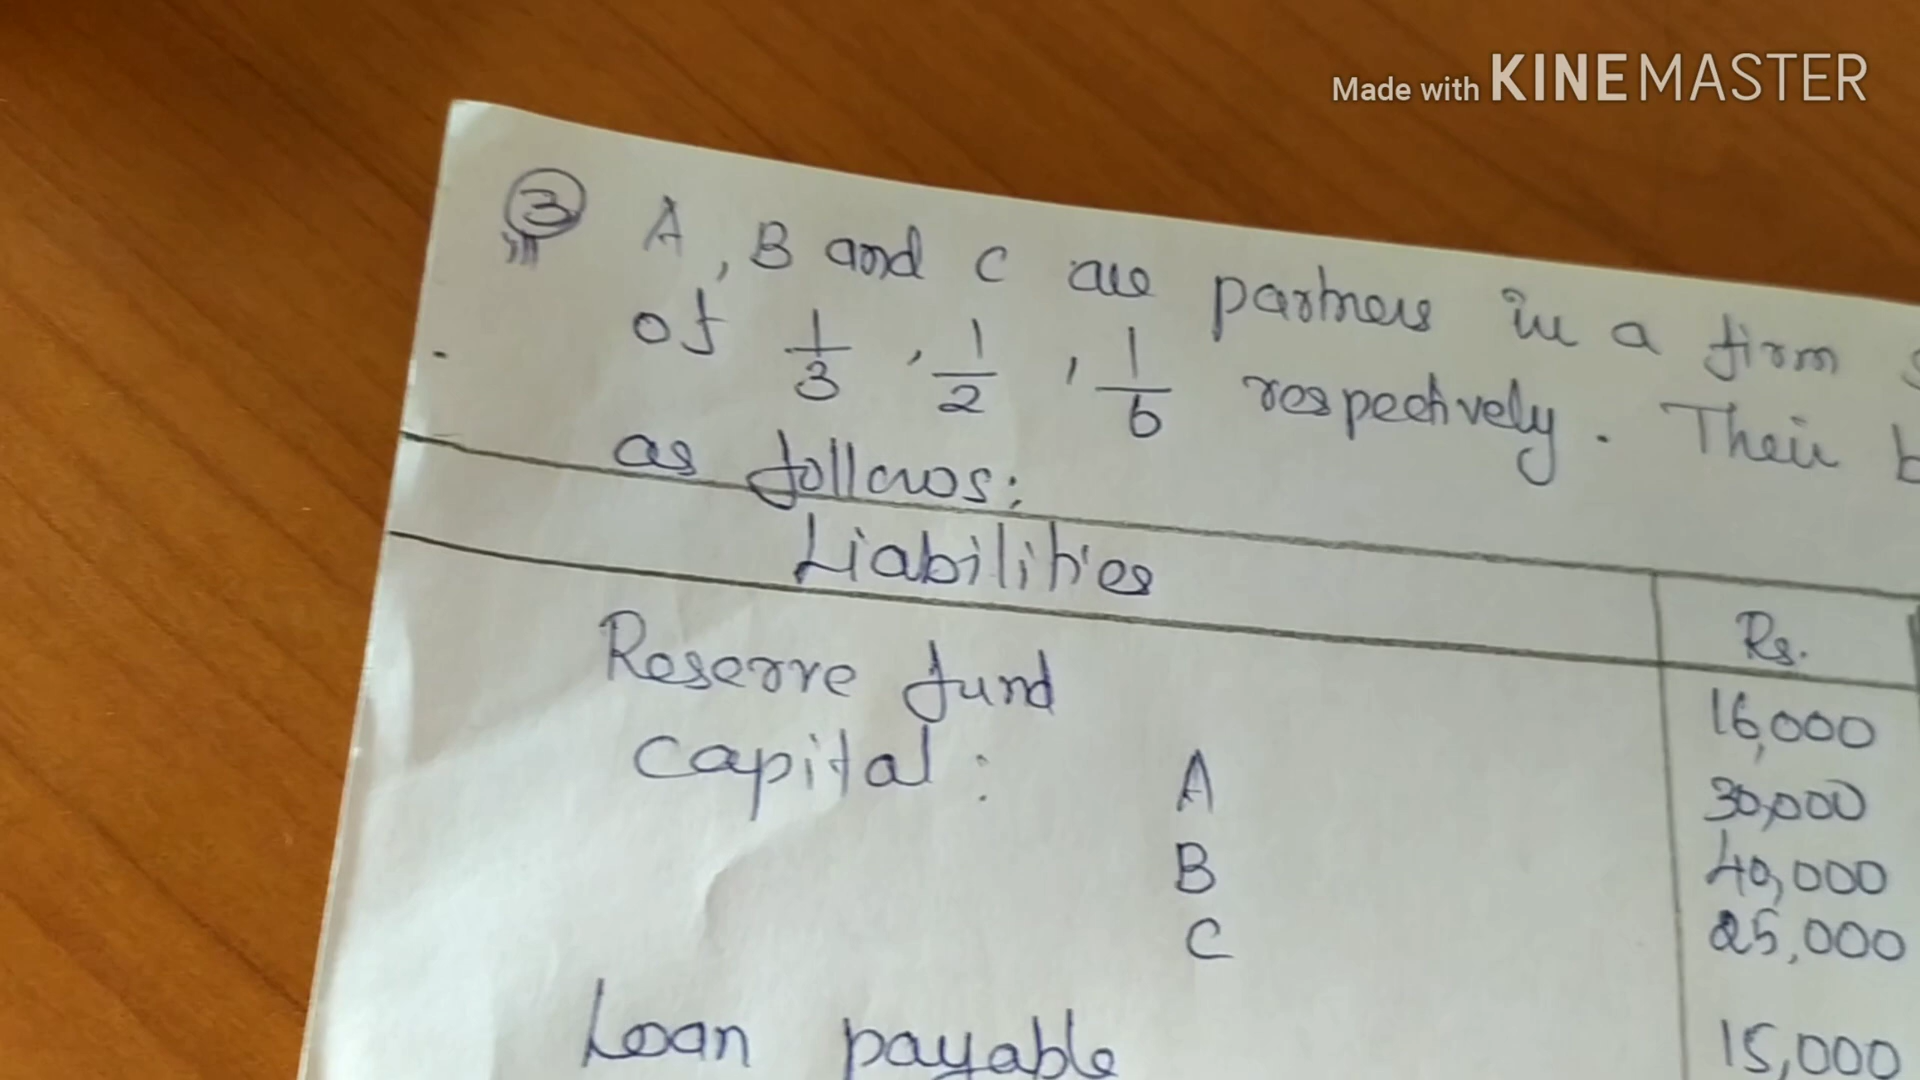 Made with KINEMASTER
3 A, B and C are partners in a firm
of 1/3, 1/2, 1/6 respectively. Their
as follows:
Liabilities Rs.
Reserve fund 16,000
Capital: A 30,000
B 40,000
C 25,000
Loan payable 15,000